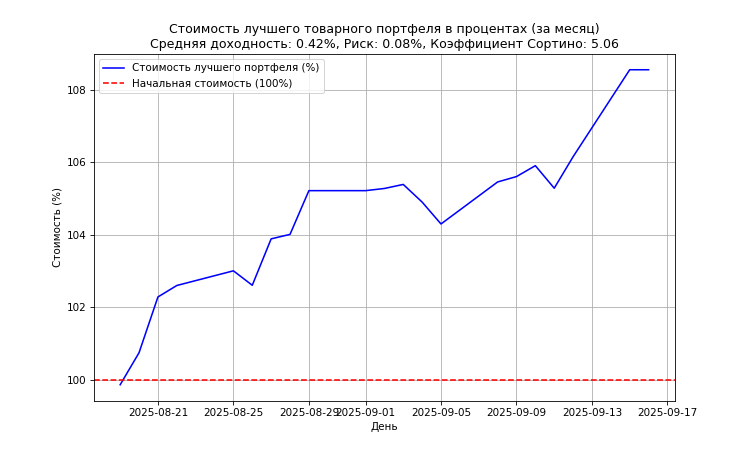 Стоимость лучшего товарного портфеля в процентах (за месяц)
Средняя доходность: 0.42%, Риск: 0.08%, Коэффициент Сортино: 5.06
Стоимость лучшего портфеля (%)
Начальная стоимость (100%)
Стоимость (%)
108
106
104
102
100
2025-08-21 2025-08-25 2025-08-29 2025-09-01 2025-09-05 2025-09-09 2025-09-13 2025-09-17
День